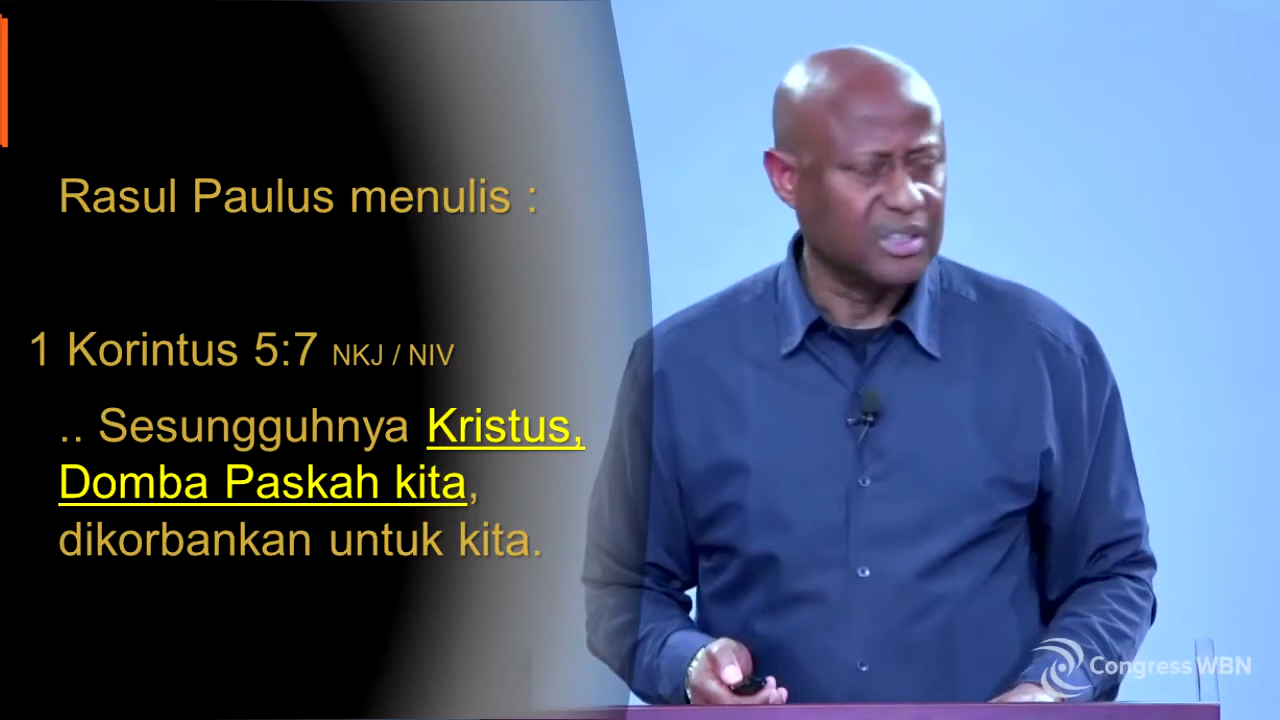 Rasul Paulus menulis :
1 Korintus 5:7 NKJ / NIV
.. Sesungguhnya Kristus,
Domba Paskah kita,
dikorbankan untuk kita.
Congress WBN